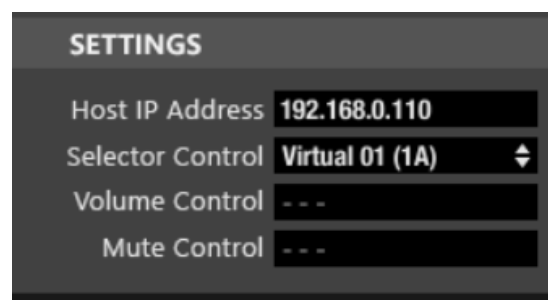 SETTINGS
Host IP Address 192.168.0.110
Selector Control Virtual 01 (1A)
Volume Control - - -
Mute Control - - -